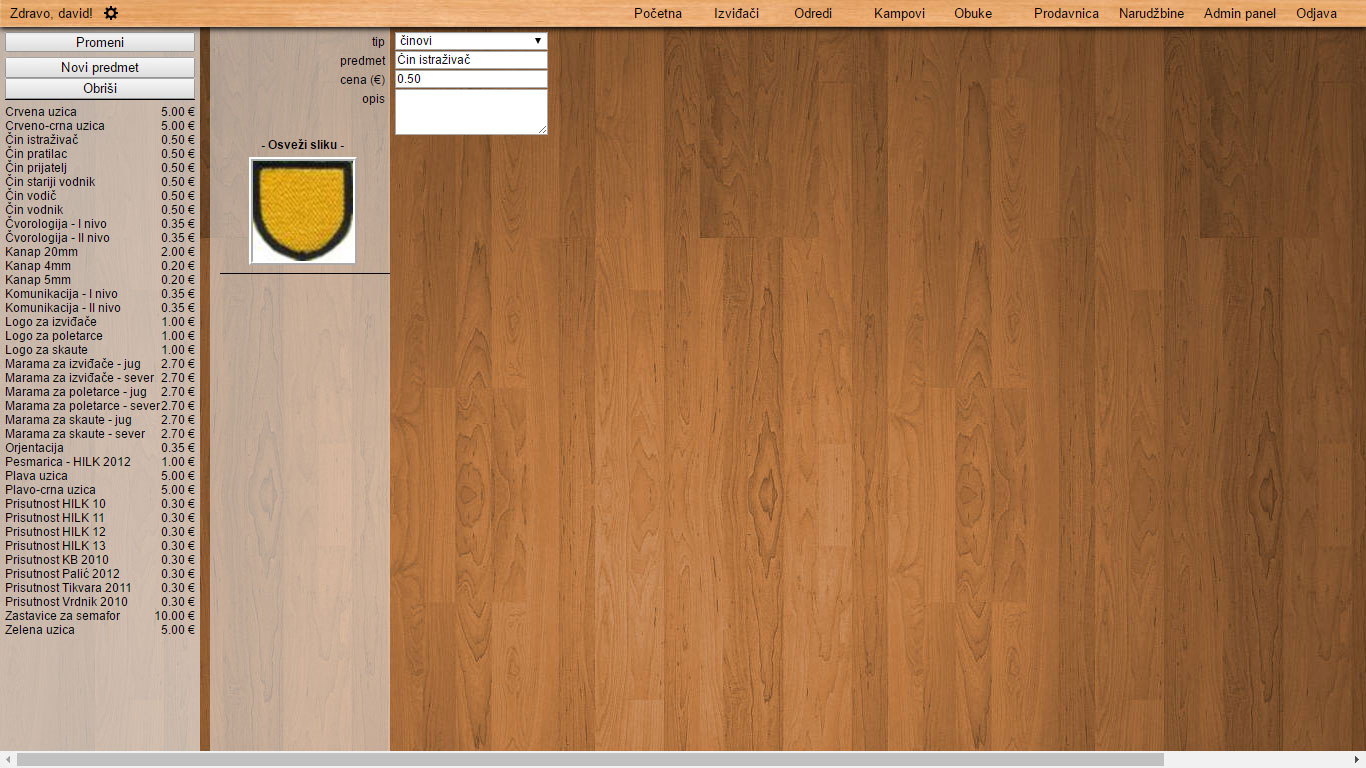 Zdravo, david! Početna Izviđači Odredi Kampovi Obuke Prodavnica Narudžbine Admin panel Odjava
Promeni
Novi predmet
Obriši
Crvena uzica 5.00 €
Crveno-crna uzica 5.00 €
Čin istraživač 0.50 €
Čin pratilac 0.50 €
Čin prijatelj 0.50 €
Čin stariji vodnik 0.50 €
Čin vodič 0.50 €
Čin vodnik 0.50 €
Čvorologija - I nivo 0.35 €
Čvorologija - II nivo 0.35 €
Kanap 20mm 2.00 €
Kanap 4mm 0.20 €
Kanap 5mm 0.20 €
Komunikacija - I nivo 0.35 €
Komunikacija - II nivo 0.35 €
Logo za izviđače 1.00 €
Logo za poletarce 1.00 €
Logo za skaute 1.00 €
Marama za izviđače - jug 2.70 €
Marama za izviđače - sever 2.70 €
Marama za poletarce - jug 2.70 €
Marama za poletarce - sever 2.70 €
Marama za skaute - jug 2.70 €
Marama za skaute - sever 2.70 €
Orjentacija 0.35 €
Pesmarica - HILK 2012 1.00 €
Plava uzica 5.00 €
Plavo-crna uzica 5.00 €
Prisutnost HILK 10 0.30 €
Prisutnost HILK 11 0.30 €
Prisutnost HILK 12 0.30 €
Prisutnost HILK 13 0.30 €
Prisutnost KB 2010 0.30 €
Prisutnost Palić 2012 0.30 €
Prisutnost Tikvara 2011 0.30 €
Prisutnost Vrdnik 2010 0.30 €
Zastavice za semafor 10.00 €
Zelena uzica 5.00 €
tip činovi
predmet Čin istraživač
cena (€) 0.50
opis
- Osveži sliku -